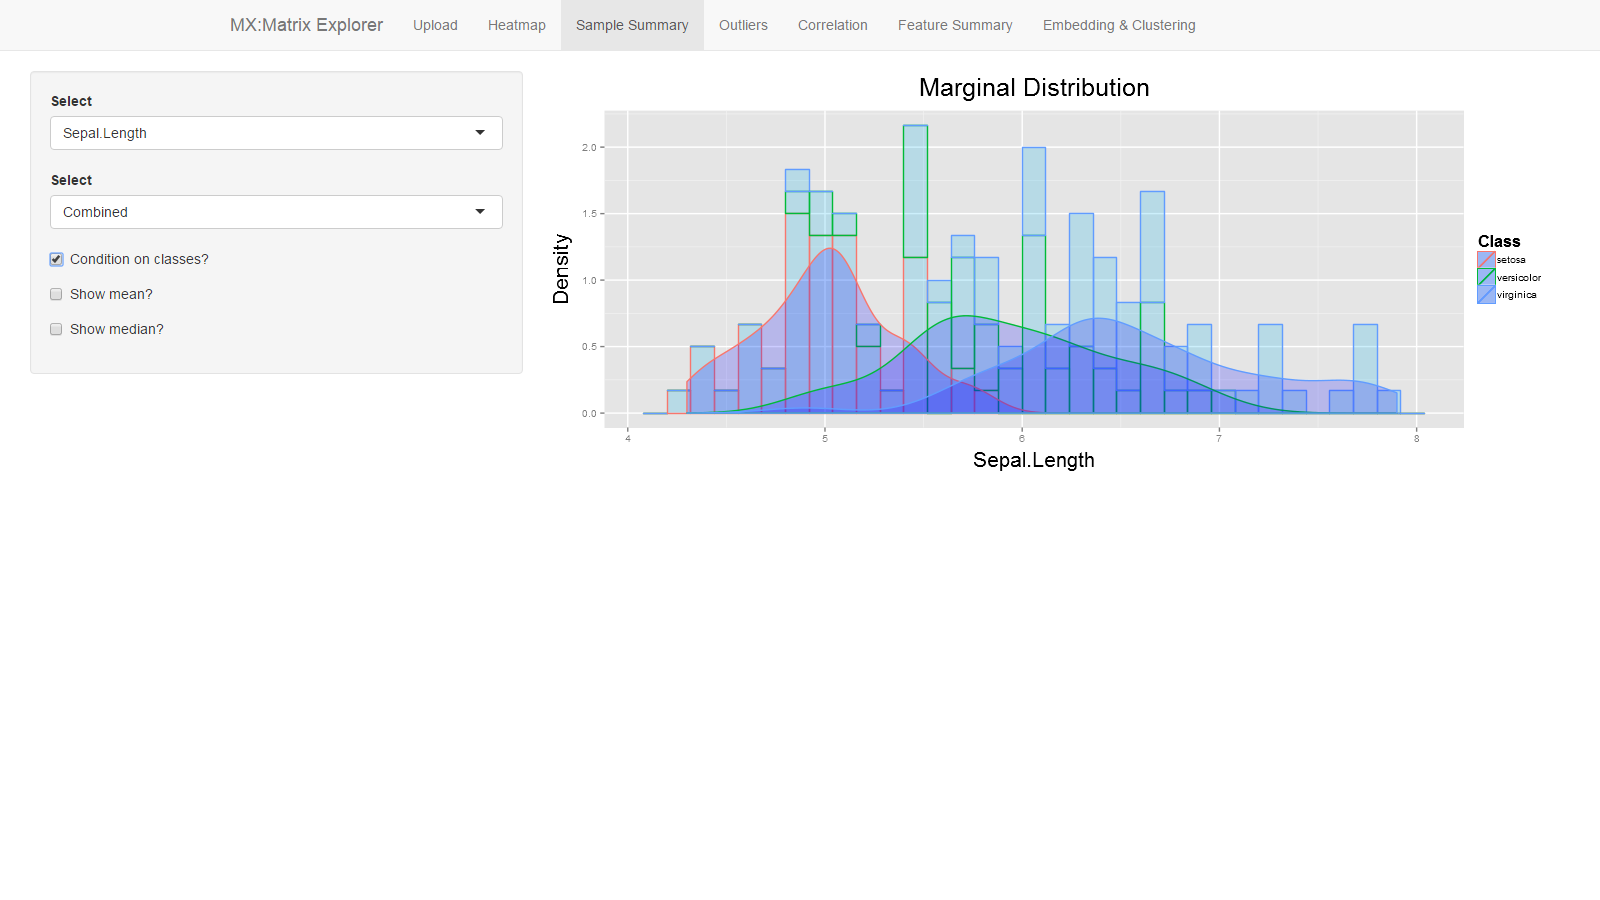 MX:Matrix Explorer Upload Heatmap Sample Summary Outliers Correlation Feature Summary Embedding & Clustering
Select
Sepal.Length
Select
Combined
Condition on classes?
Show mean?
Show median?
Marginal Distribution
Density
2.0
1.5
1.0
0.5
0.0
4 5 6 7 8
Sepal.Length
Class
setosa
versicolor
virginica